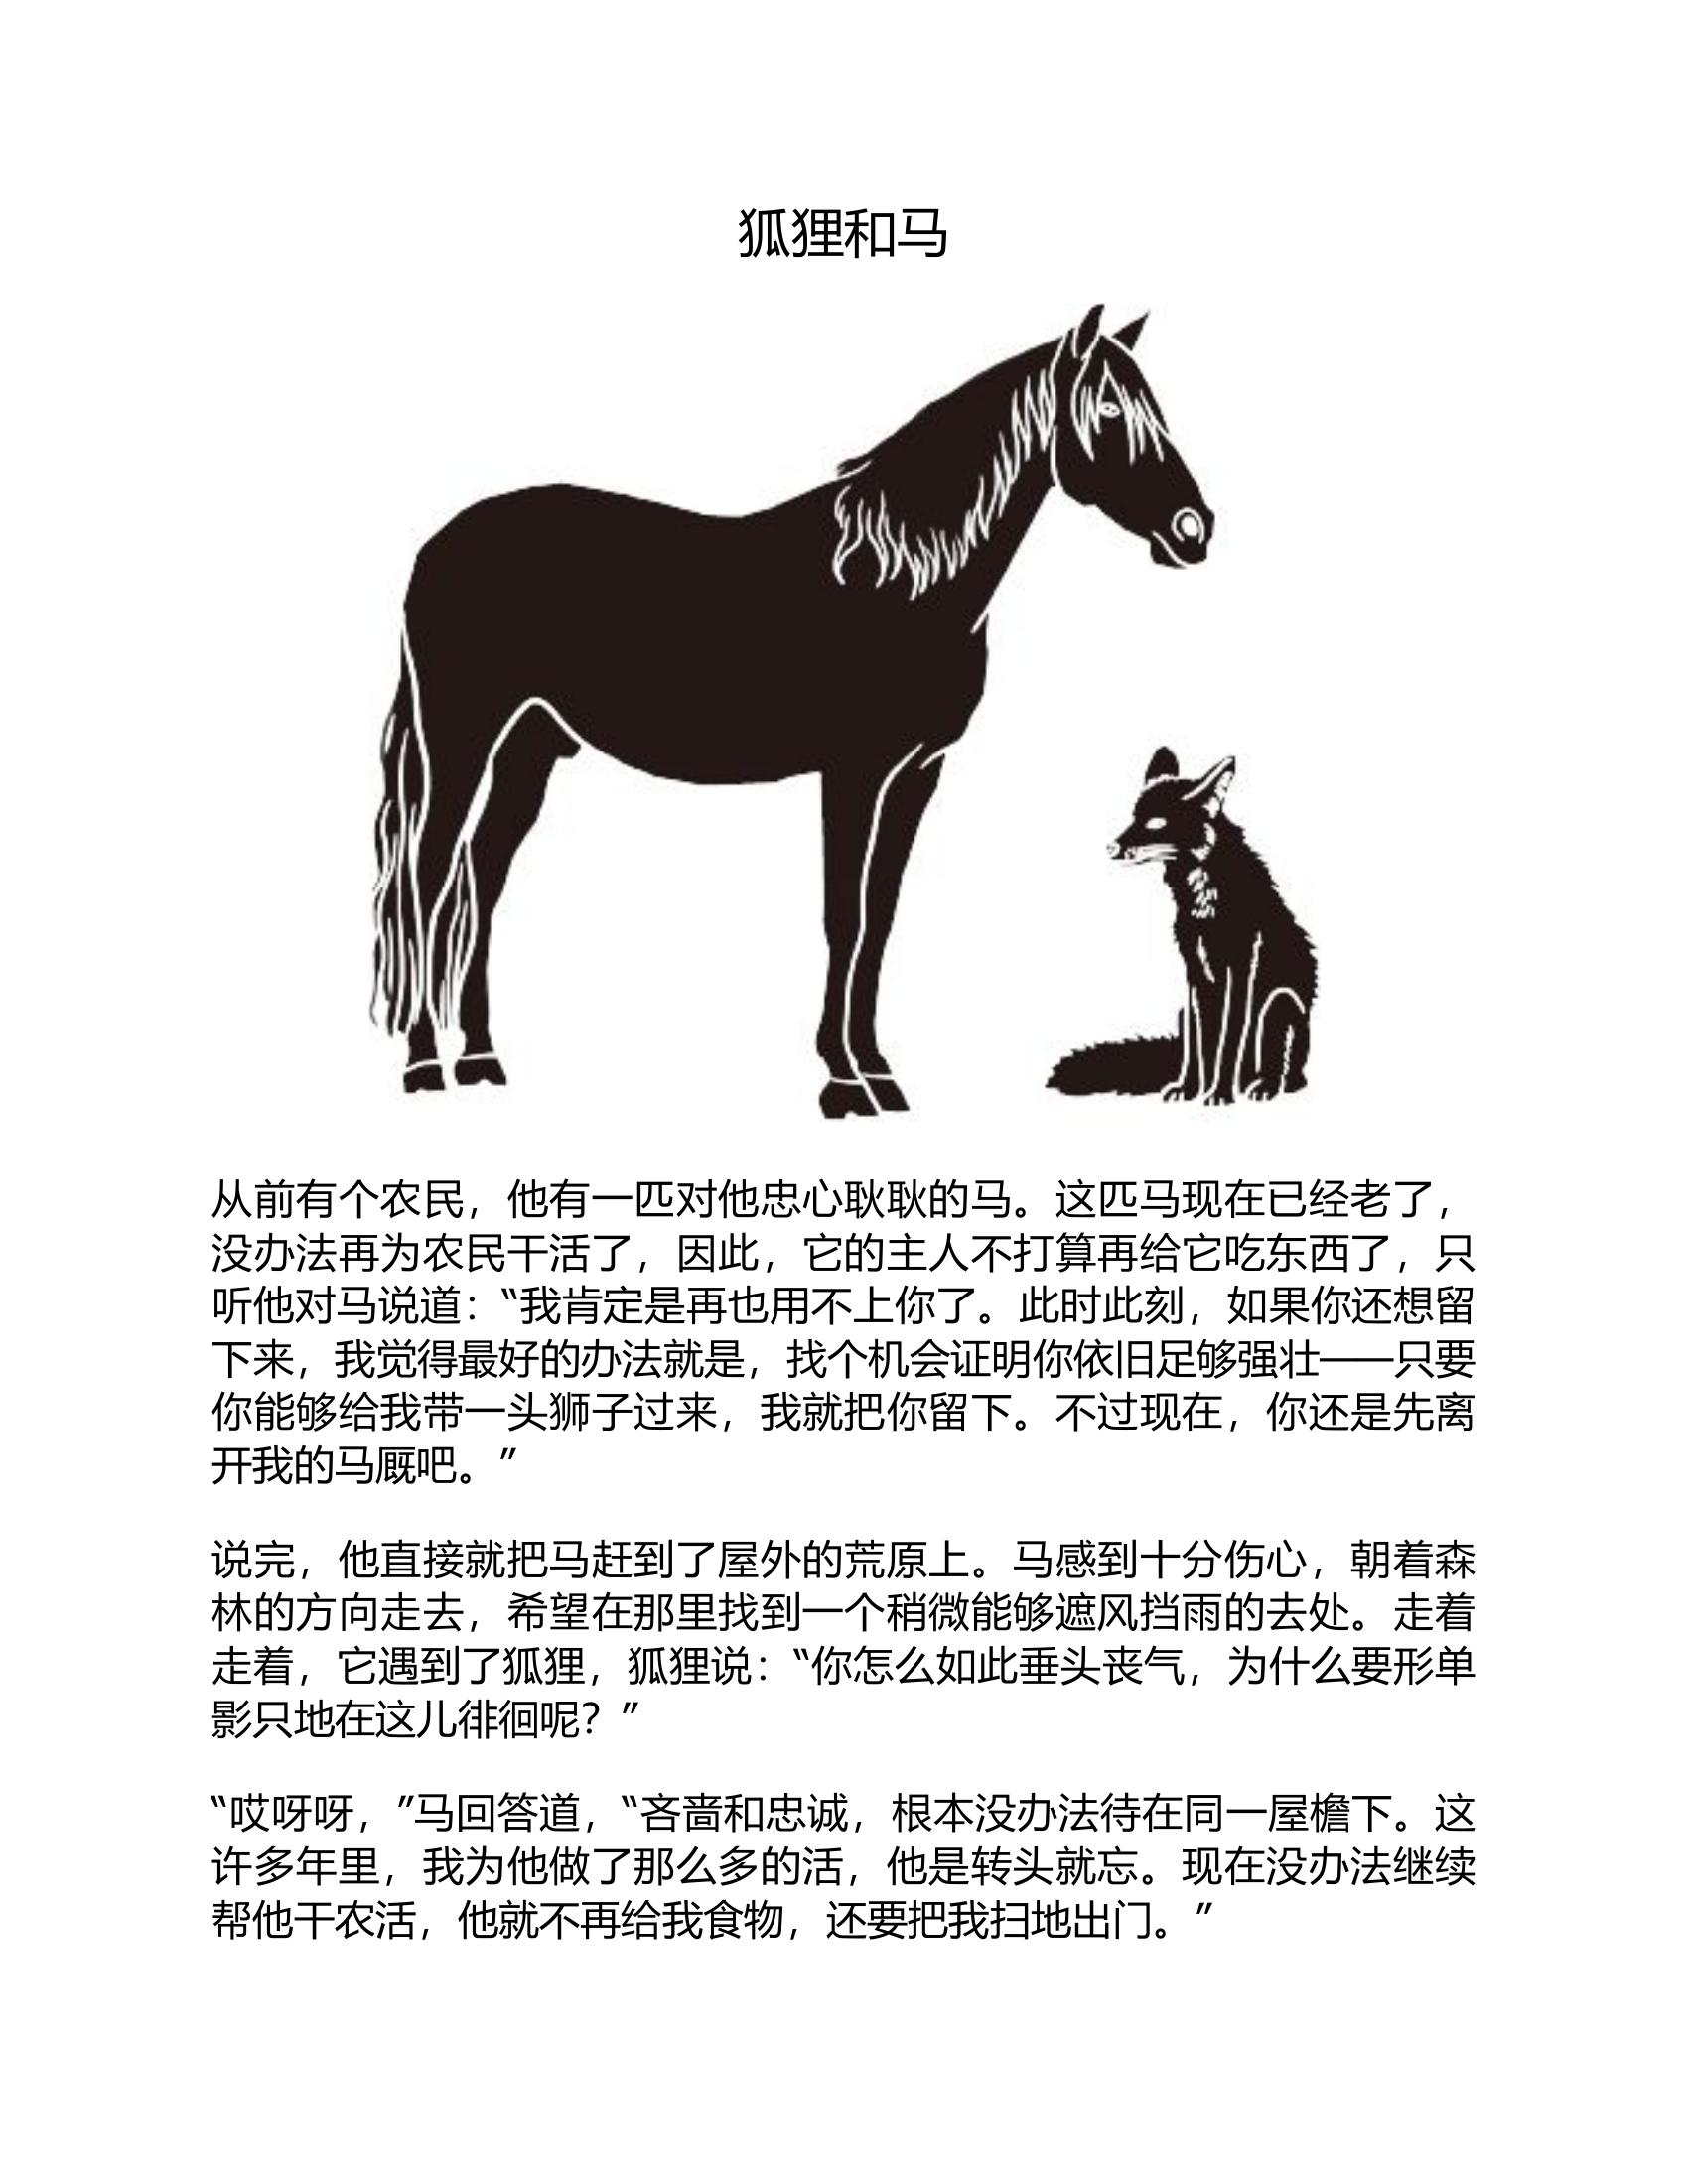 狐狸和马
从前有个农民，他有一匹对他忠心耿耿的马。这匹马现在已经老了，
没办法再为农民干活了，因此，它的主人不打算再给它吃东西了，只
听他对马说道：“我肯定是再也用不上你了。此时此刻，如果你还想留
下来，我觉得最好的办法就是，找个机会证明你依旧足够强壮——只要
你能够给我带一头狮子过来，我就把你留下。不过现在，你还是先离
开我的马厩吧。”
说完，他直接就把马赶到了屋外的荒原上。马感到十分伤心，朝着森
林的方向走去，希望在那里找到一个稍微能够遮风挡雨的去处。走着
走着，它遇到了狐狸，狐狸说：“你怎么如此垂头丧气，为什么要形单
影只地在这儿徘徊呢？”
“哎呀呀，”马回答道，“吝啬和忠诚，根本没办法待在同一屋檐下。这
许多年里，我为他做了那么多的活，他是转头就忘。现在没办法继续
帮他干农活，他就不再给我食物，还要把我扫地出门。”